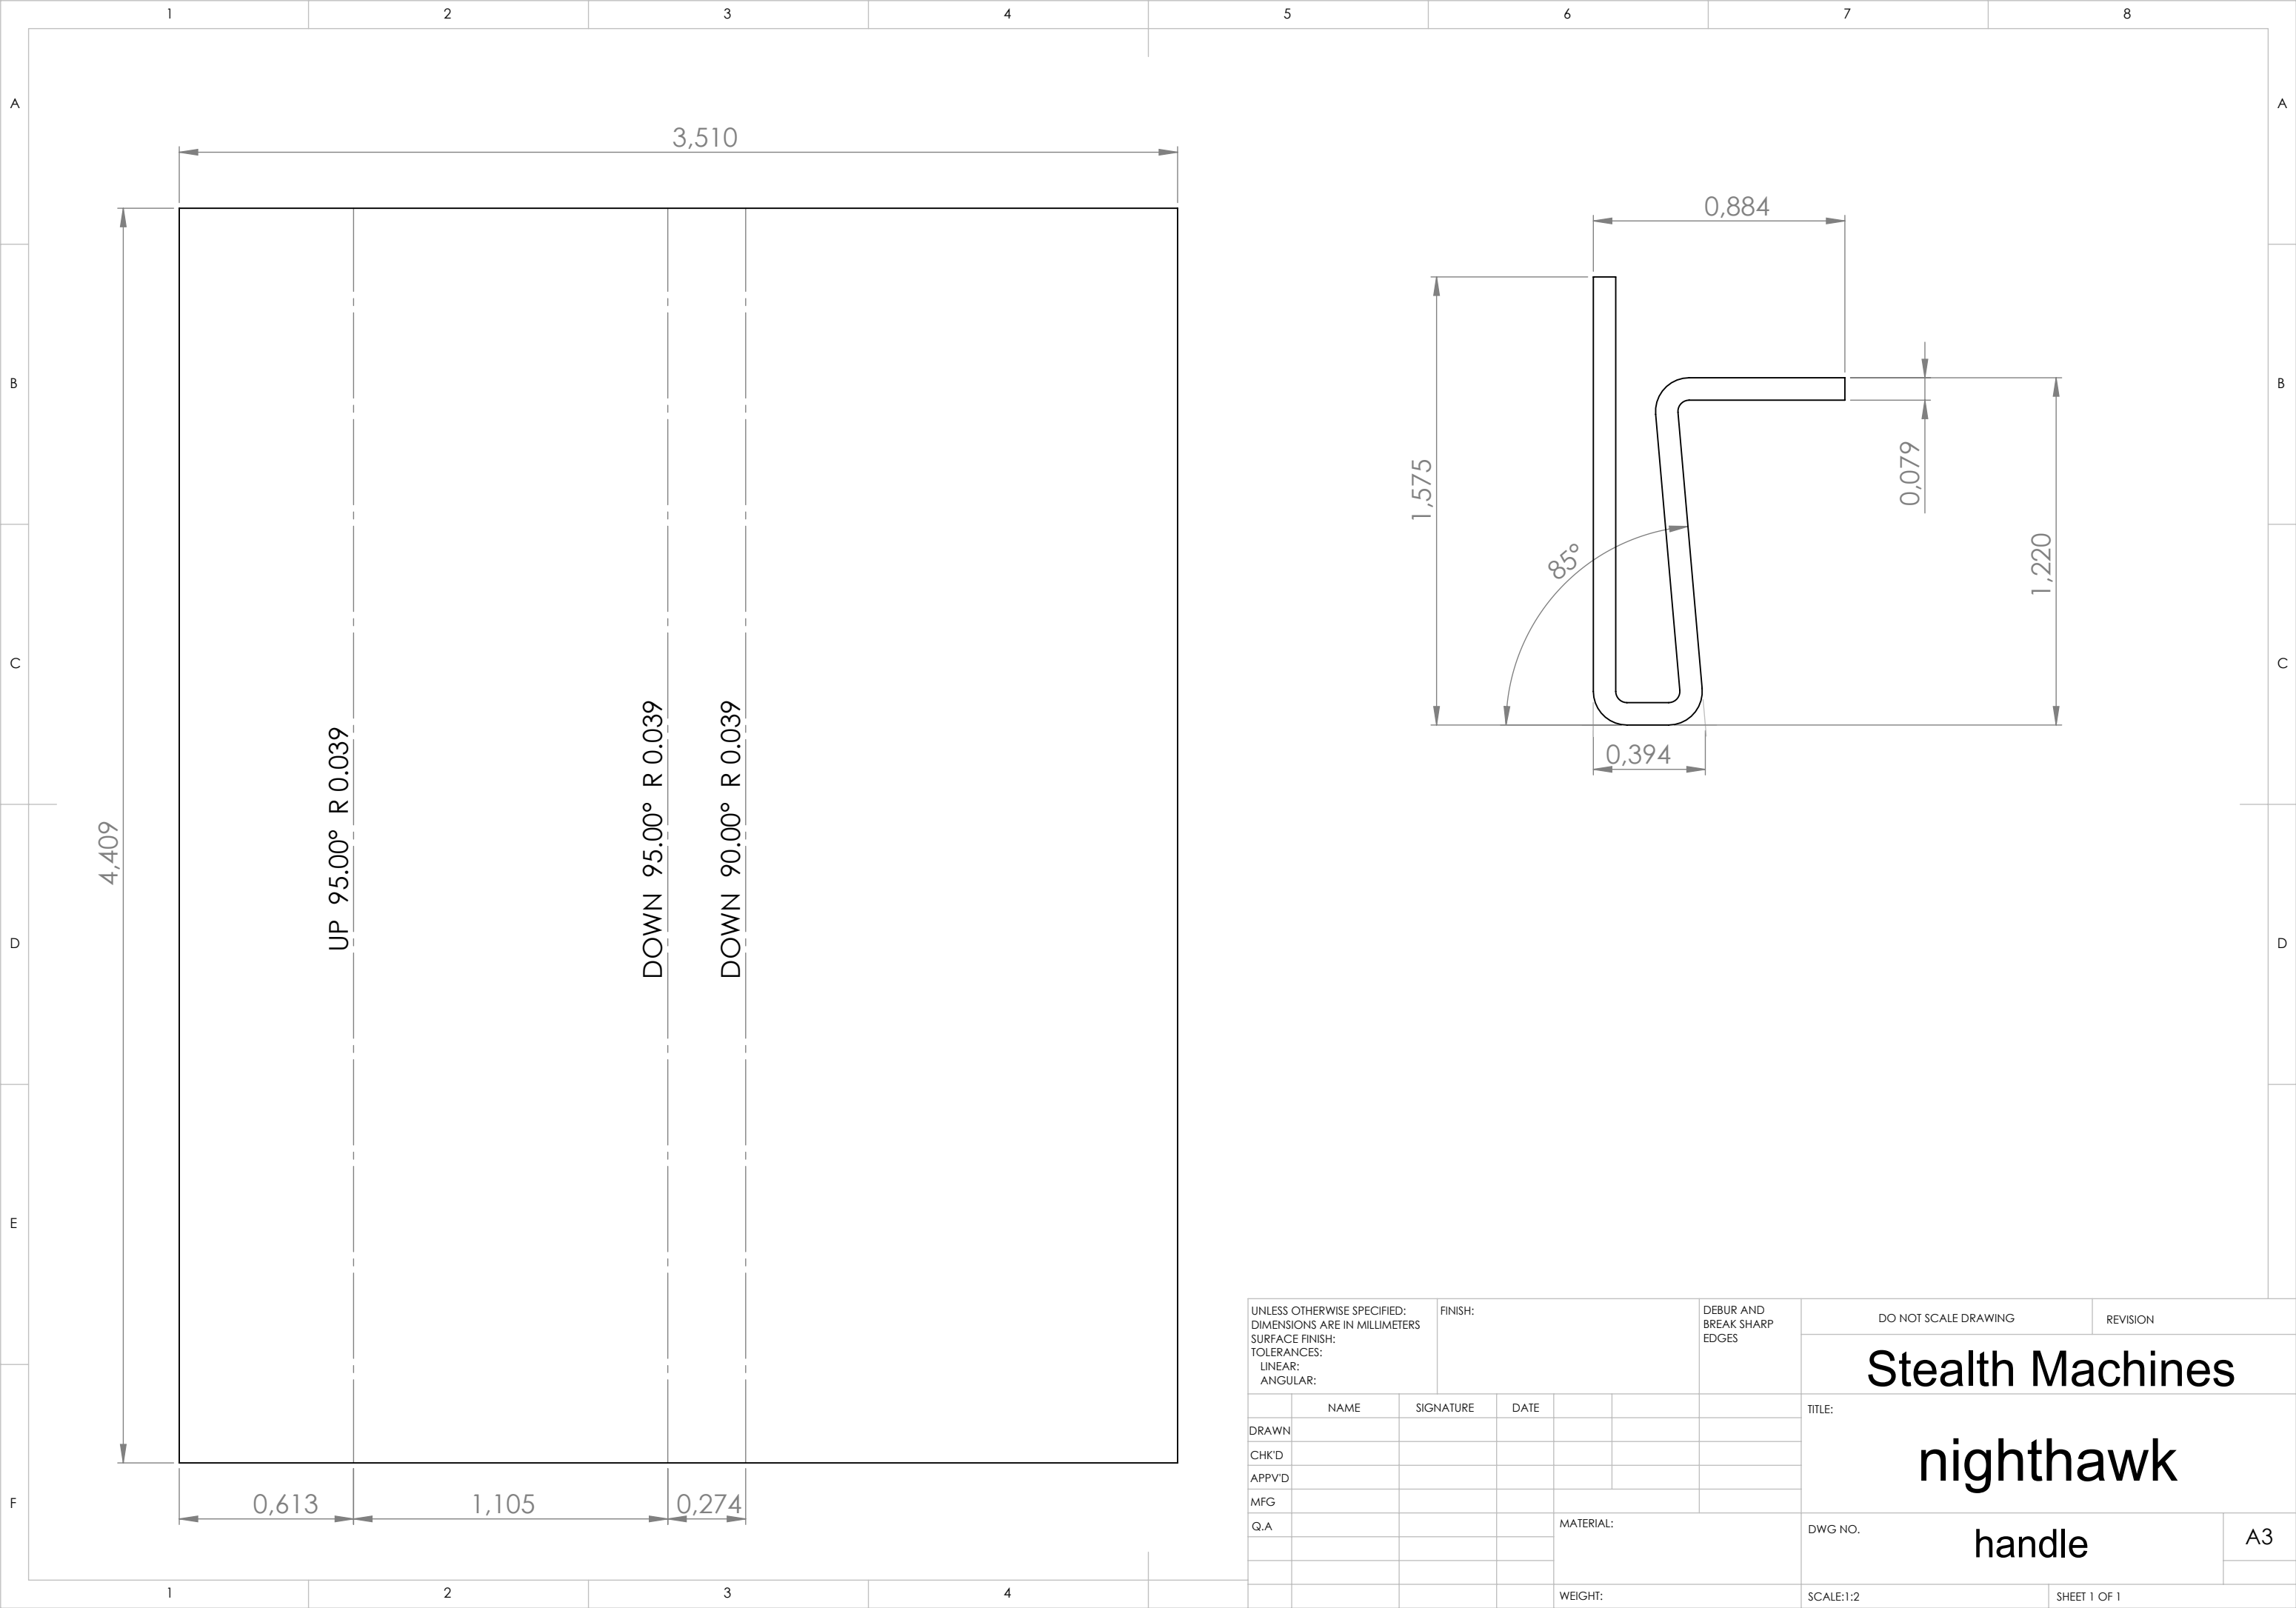 1 2 3 4 5 6 7 8
A A
3,510
0,884
B B
1,575
0,079
85°
1,220
C C
UP 95.00° R 0.039
DOWN 95.00° R 0.039
DOWN 90.00° R 0.039
0,394
4,409
D D
E
F
0,613 1,105 0,274
1 2 3 4
UNLESS OTHERWISE SPECIFIED:
DIMENSIONS ARE IN MILLIMETERS
SURFACE FINISH:
TOLERANCES:
LINEAR:
ANGULAR:
FINISH:
DEBUR AND
BREAK SHARP
EDGES
DO NOT SCALE DRAWING
REVISION
Stealth Machines
NAME SIGNATURE DATE
DRAWN
CHK'D
APPV'D
MFG
Q.A
TITLE:
nighthawk
MATERIAL:
DWG NO.
handle
A3
WEIGHT:
SCALE:1:2
SHEET 1 OF 1